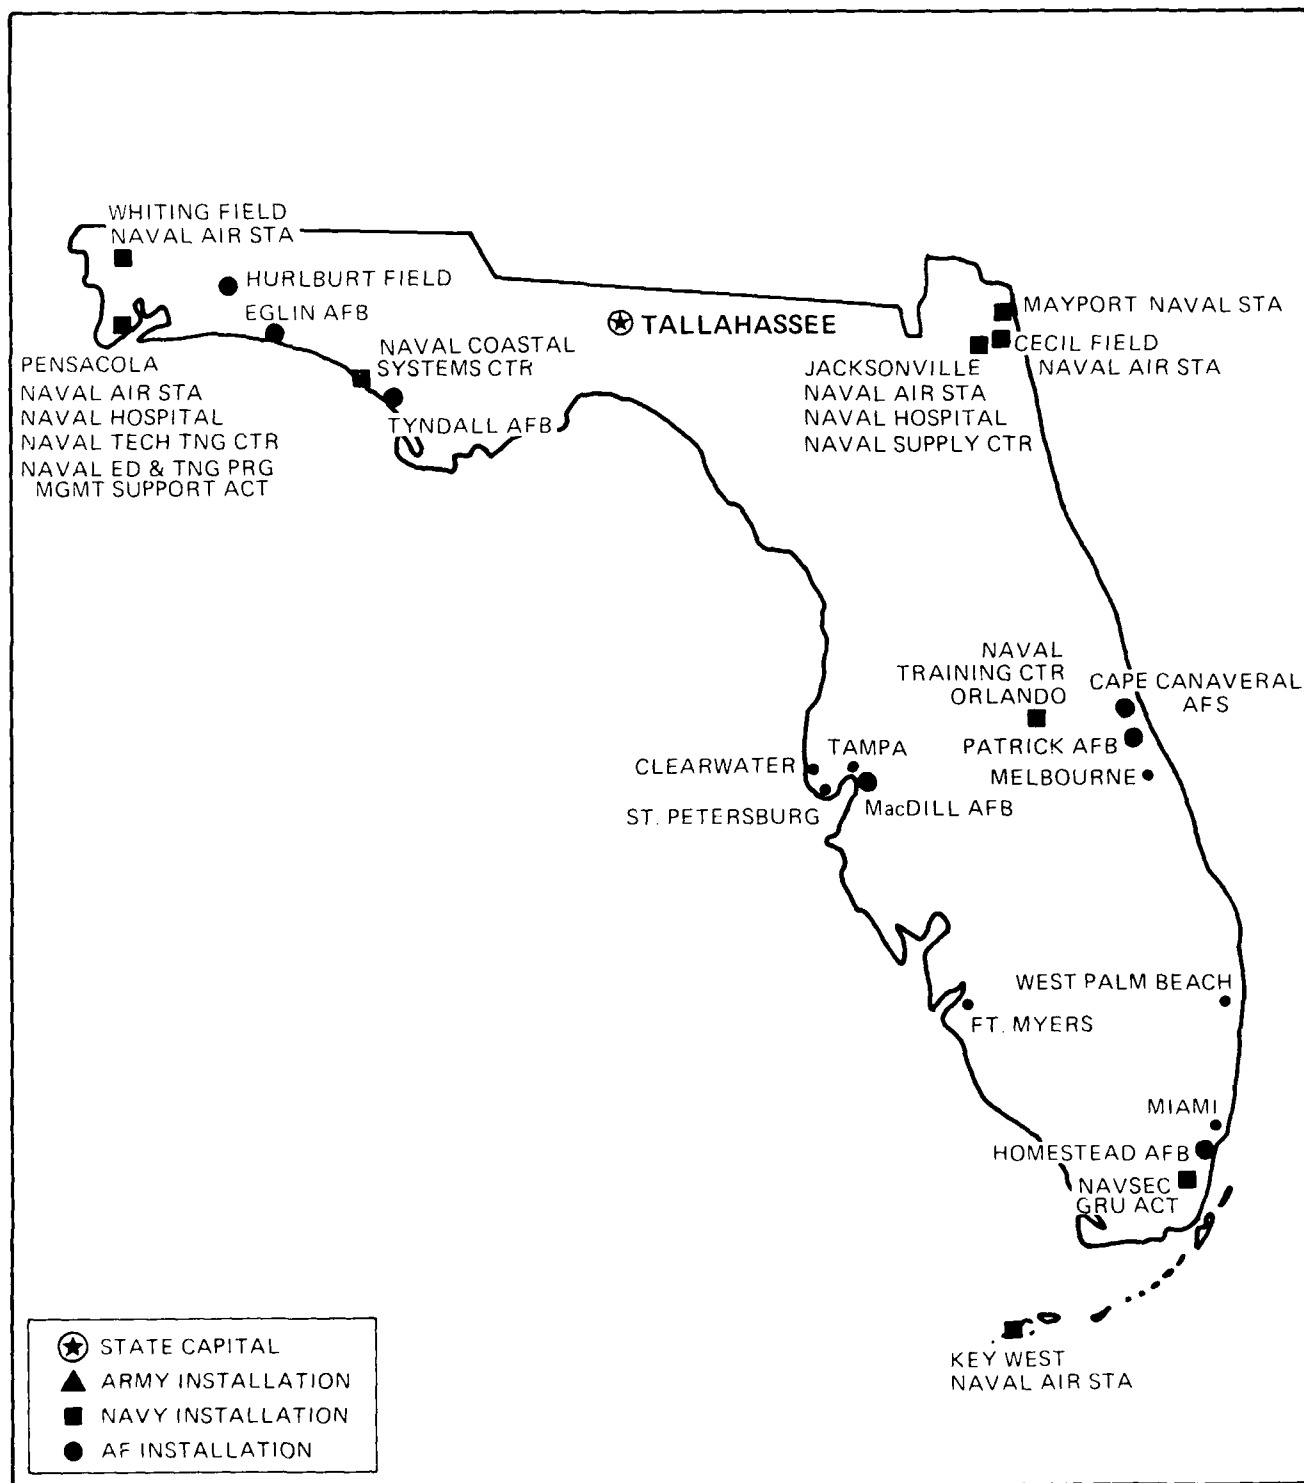 WHITING FIELD
NAVAL AIR STA
HURLBURT FIELD
EGLIN AFB
PENSACOLA
NAVAL AIR STA
NAVAL HOSPITAL
NAVAL TECH TNG CTR
NAVAL ED & TNG PRG
MGMT SUPPORT ACT
NAVAL COASTAL
SYSTEMS CTR
TYNDALL AFB
TALLAHASSEE
MAYPORT NAVAL STA
CECIL FIELD
NAVAL AIR STA
JACKSONVILLE
NAVAL AIR STA
NAVAL HOSPITAL
NAVAL SUPPLY CTR
NAVAL
TRAINING CTR
ORLANDO
CAPE CANAVERAL
AFS
PATRICK AFB
MELBOURNE
TAMPA
CLEARWATER
ST. PETERSBURG
MacDILL AFB
WEST PALM BEACH
FT. MYERS
MIAMI
HOMESTEAD AFB
NAVSEC
GRU ACT
KEY WEST
NAVAL AIR STA
STATE CAPITAL
ARMY INSTALLATION
NAVY INSTALLATION
AF INSTALLATION